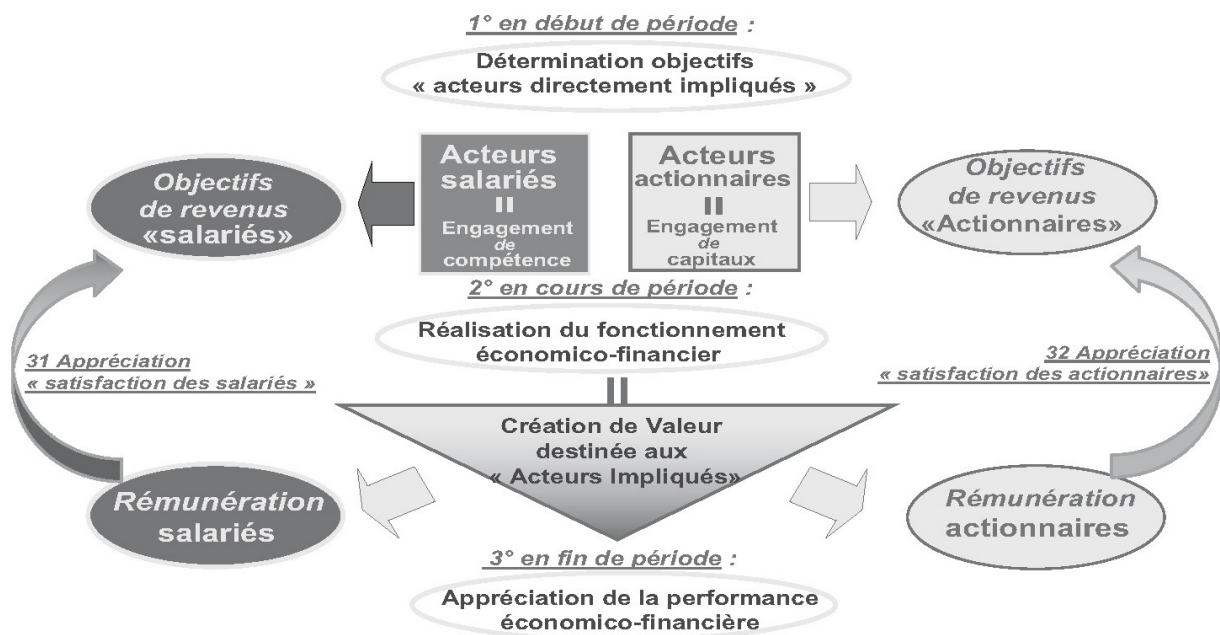 1° en début de période :
Détermination objectifs
« acteurs directement impliqués »
Objectifs
de revenus
«salariés»
Acteurs
salariés
=
Engagement
de
compétence
Acteurs
actionnaires
=
Engagement
de
capitaux
Objectifs
de revenus
«Actionnaires»
2° en cours de période :
Réalisation du fonctionnement
économico-financier
=
31 Appréciation
« satisfaction des salariés »
32 Appréciation
« satisfaction des actionnaires»
Création de Valeur
destinée aux
« Acteurs Impliqués»
Rémunération
salariés
Rémunération
actionnaires
3° en fin de période :
Appréciation de la performance
économico-financière